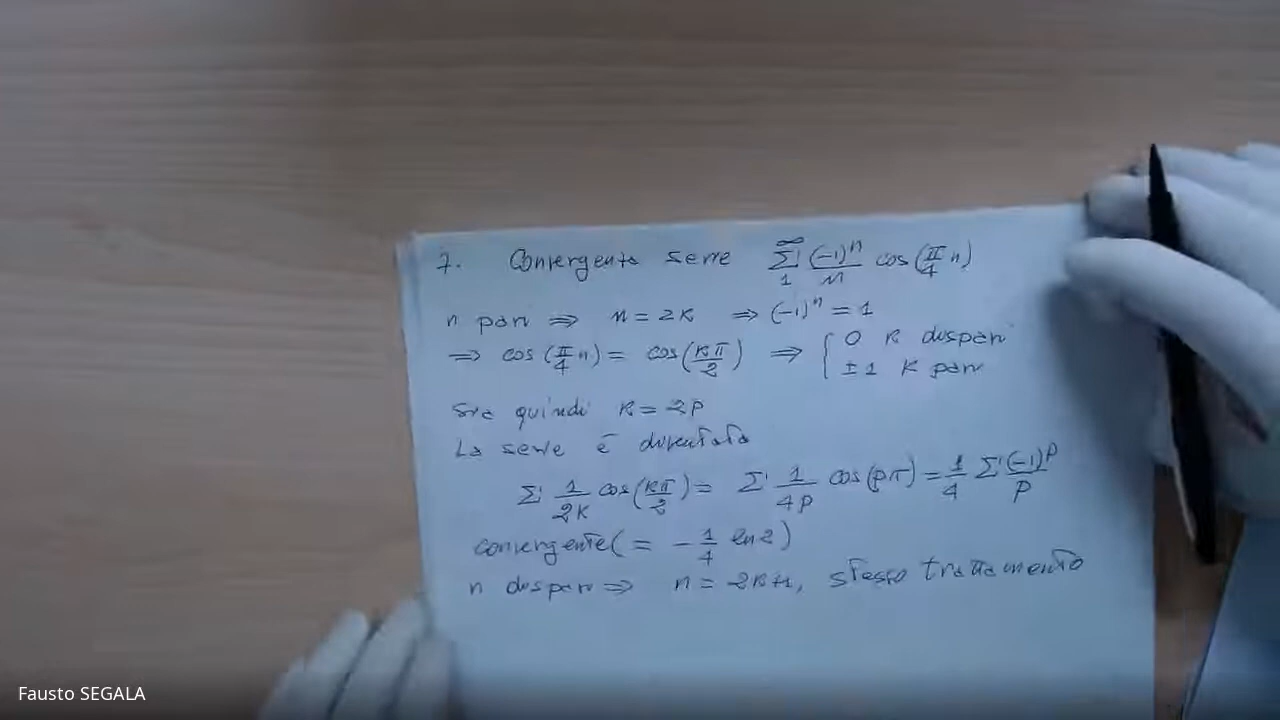 7. Convergente serie ∑_1^∞ (-1)^n/n cos(π/4 n)
n pari ⇒ n = 2k ⇒ (-1)^n = 1
⇒ cos(π/4 n) = cos(kπ/2) ⇒ { 0 k dispari
±1 k pari
Sia quindi k = 2p
La serie è diventata
∑ 1/2k cos(kπ/2) = ∑ 1/4p cos(pπ) = 1/4 ∑ (-1)^p/p
convergente (= - 1/4 ln 2)
n dispari ⇒ n = 2k+1, stesso trattamento
Fausto SEGALA